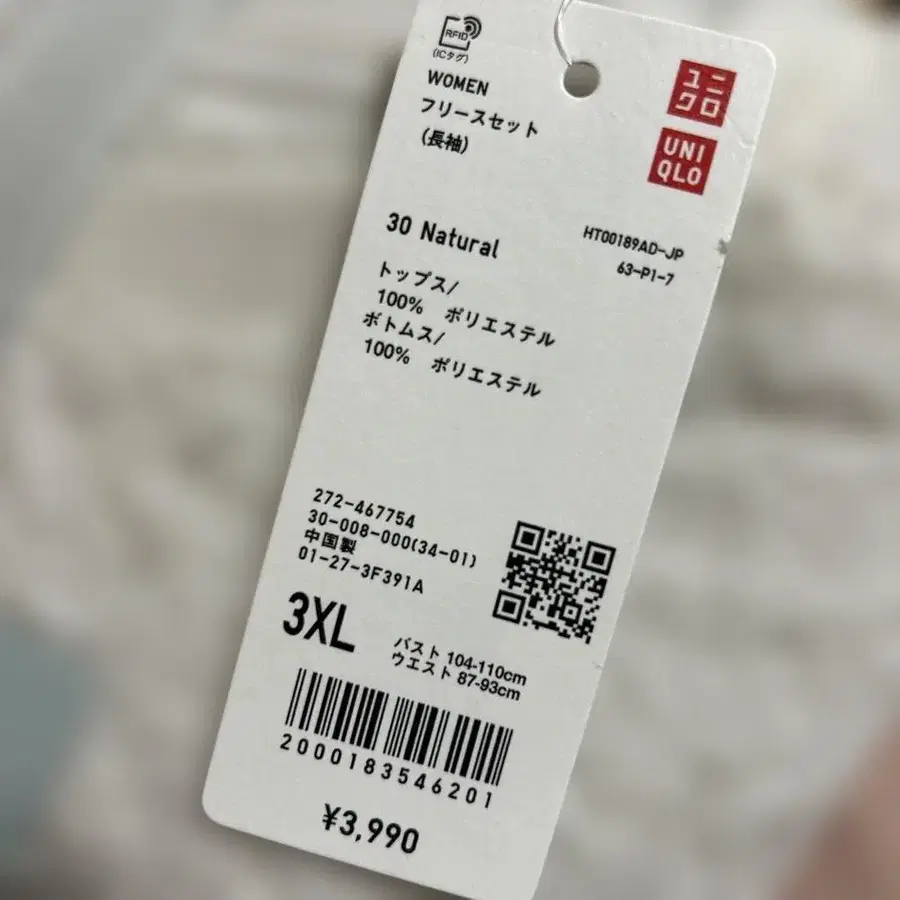 RFID
(ICタグ)
WOMEN
フリースセット
(長袖)
ユニ
クロ
UNI
QLO
30 Natural
HT00189AD-JP
63-P1-7
トップス/
100% ポリエステル
ボトムス/
100% ポリエステル
272-467754
30-008-000(34-01)
中国製
01-27-3F391A
3XL
バスト 104-110cm
ウエスト 87-93cm
2000183546201
¥3,990